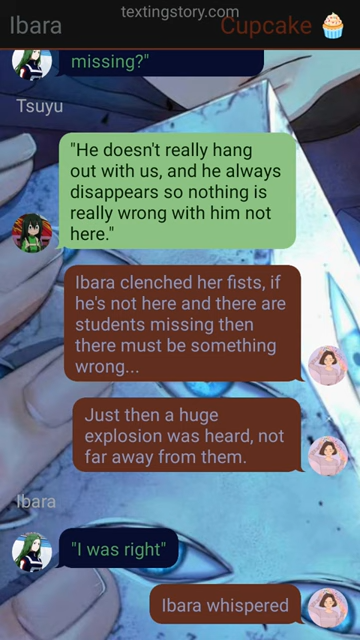 textingstory.com
Ibara
Cupcake 🧁
missing?"
Tsuyu
"He doesn't really hang
out with us, and he always
disappears so nothing is
really wrong with him not
here."
Ibara clenched her fists, if
he's not here and there are
students missing then
there must be something
wrong...
Just then a huge
explosion was heard, not
far away from them.
Ibara
"I was right"
Ibara whispered